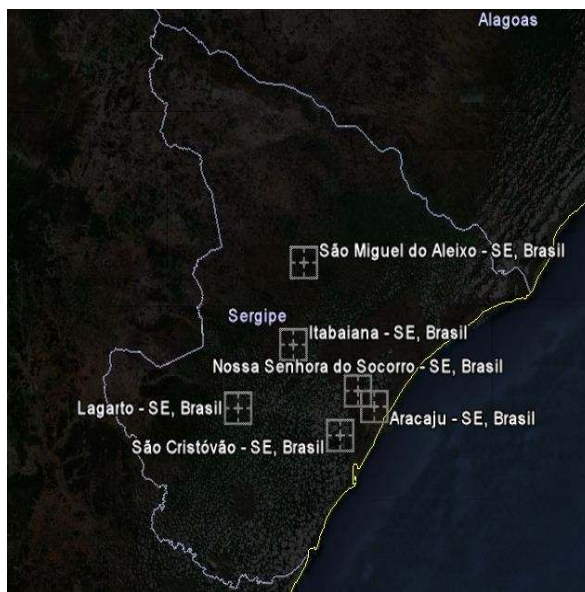 Alagoas
São Miguel do Aleixo - SE, Brasil
Sergipe
Itabaiana - SE, Brasil
Nossa Senhora do Socorro - SE, Brasil
Lagarto - SE, Brasil
Aracaju - SE, Brasil
São Cristóvão - SE, Brasil